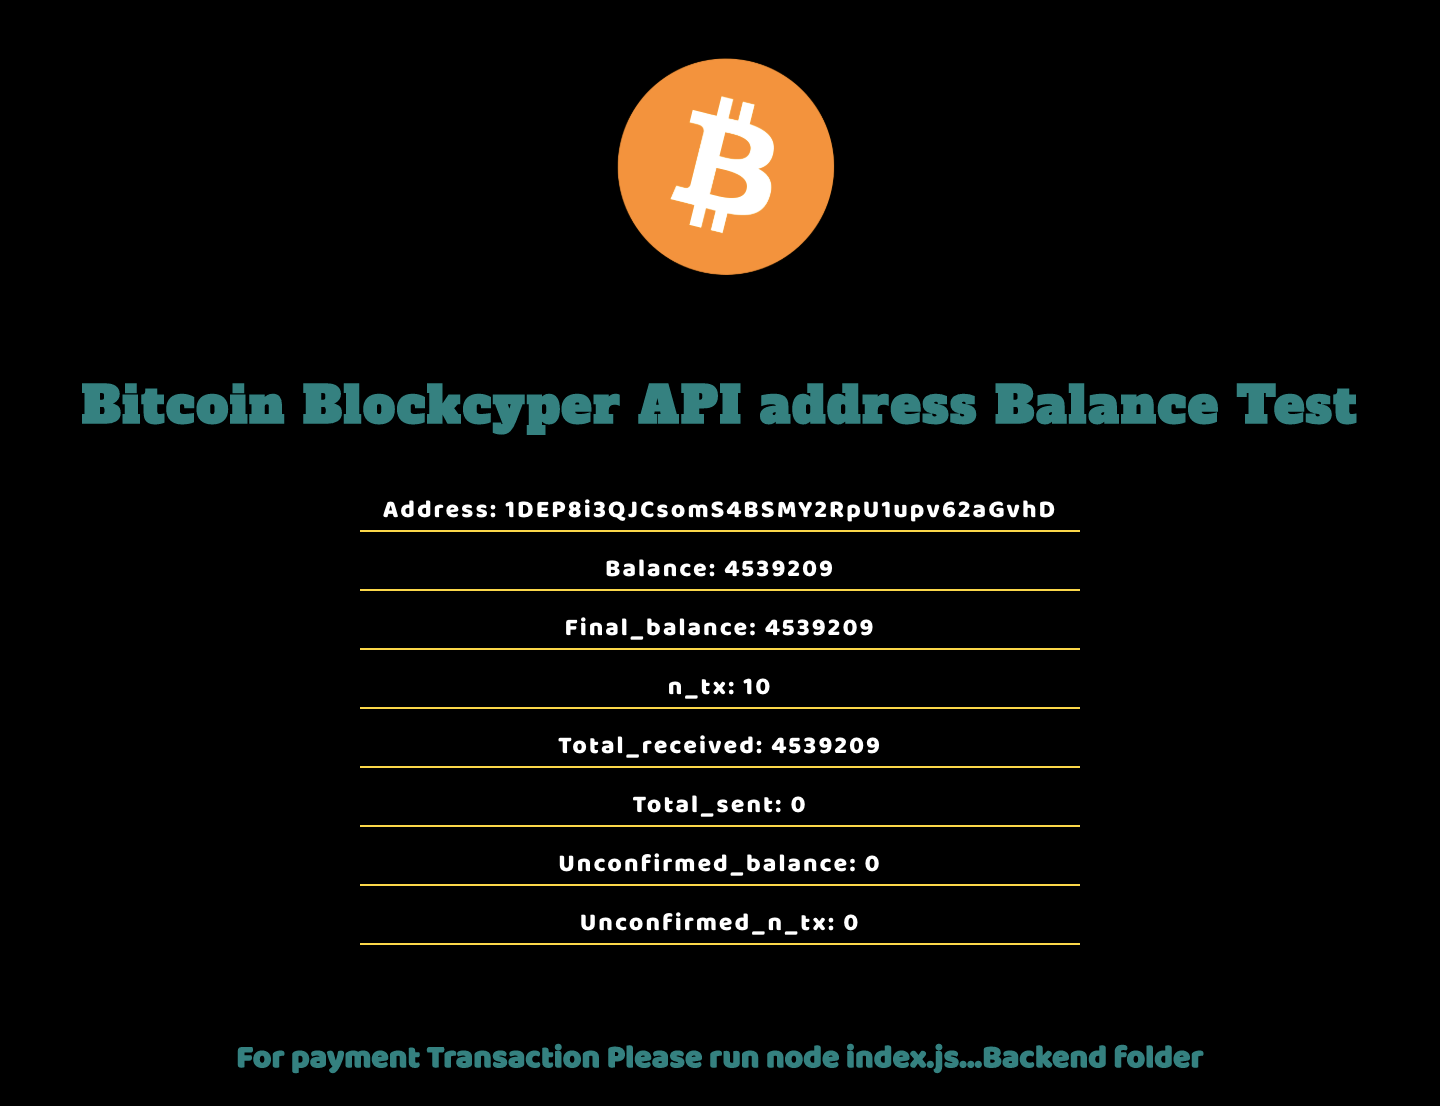 Bitcoin Blockcyper API address Balance Test
Address: 1DEP8i3QJCsomS4BSMY2RpU1upv62aGvhD
Balance: 4539209
Final_balance: 4539209
n_tx: 10
Total_received: 4539209
Total_sent: 0
Unconfirmed_balance: 0
Unconfirmed_n_tx: 0
For payment Transaction Please run node index.js...Backend folder